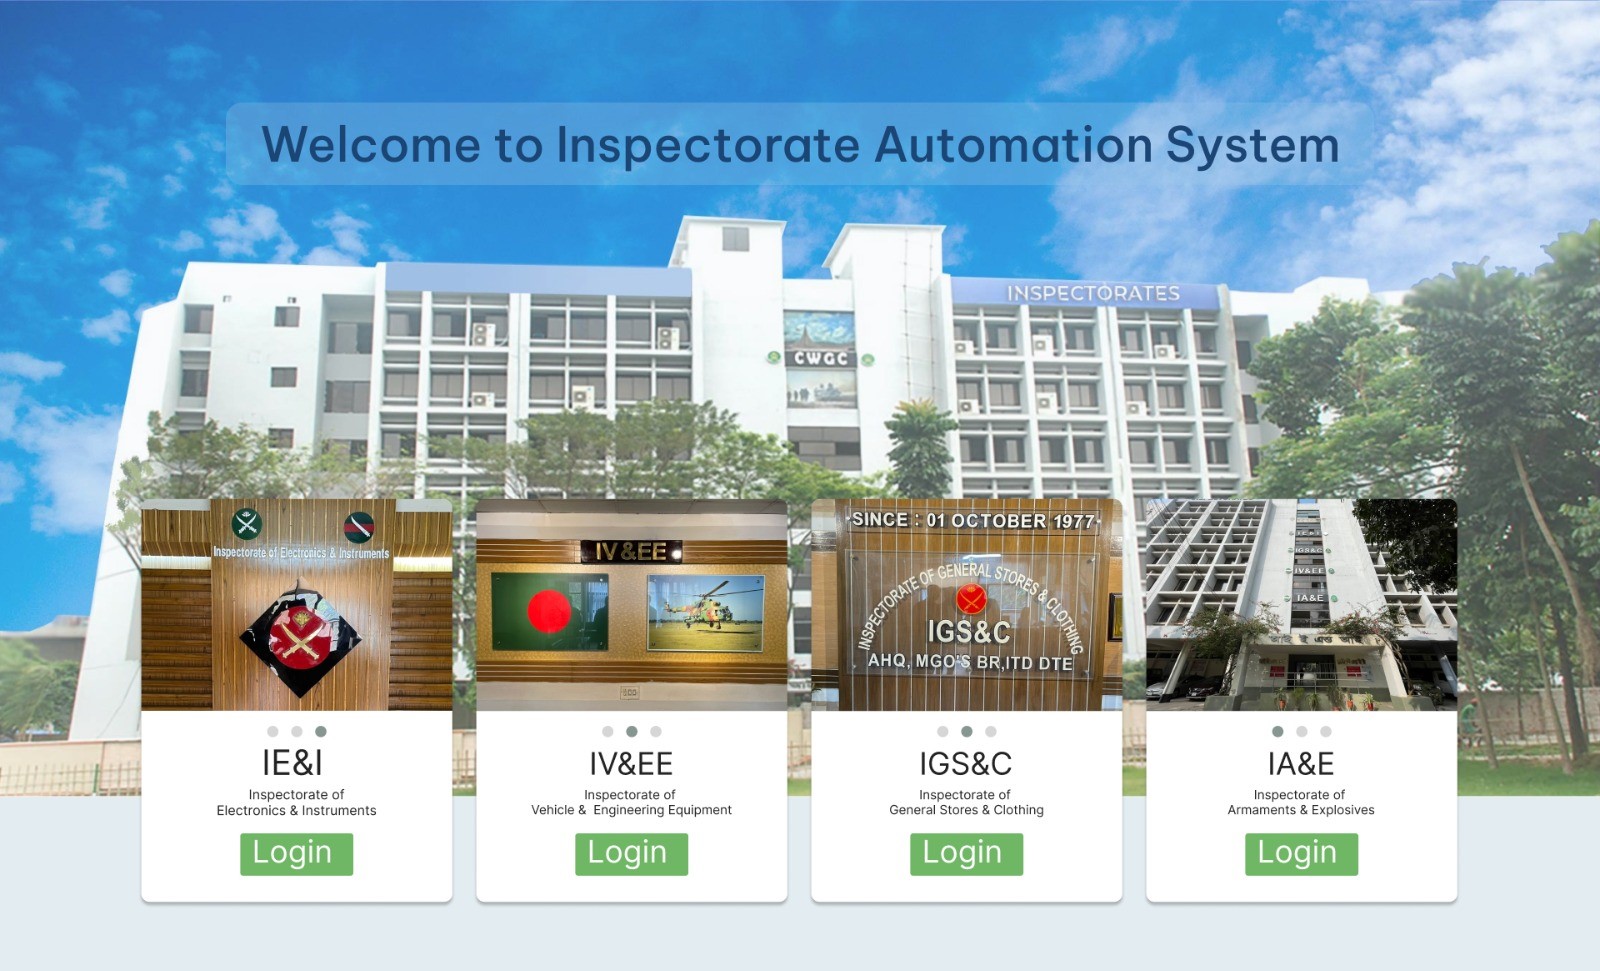 Welcome to Inspectorate Automation System
INSPECTORATES
CWGC
Inspectorate of Electronics & Instruments
IE&I
Inspectorate of
Electronics & Instruments
Login
IV&EE
IV&EE
Inspectorate of
Vehicle & Engineering Equipment
Login
SINCE : 01 OCTOBER 1977
INSPECTORATE OF GENERAL STORES & CLOTHING
IGS&C
AHQ, MGO'S BR,ITD DTE
IGS&C
Inspectorate of
General Stores & Clothing
Login
IGS&C
IV&EE
IA&E
IA&E
Inspectorate of
Armaments & Explosives
Login